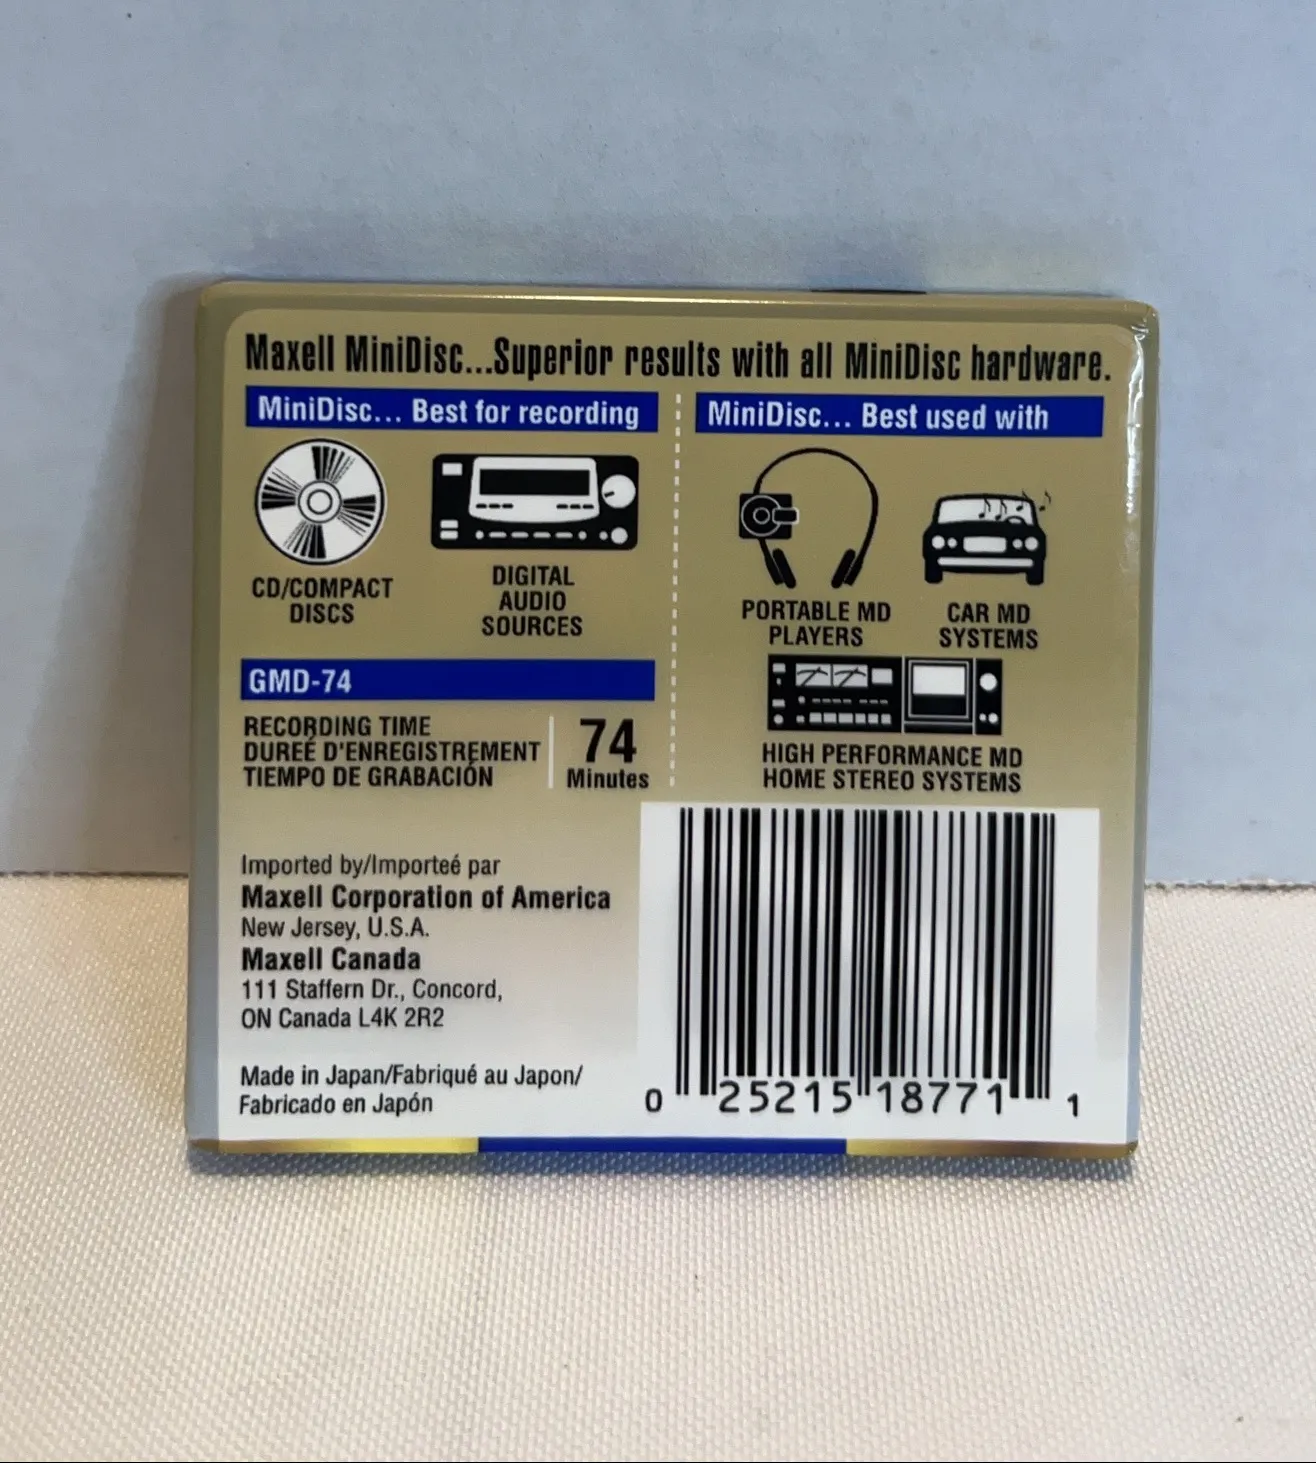 Maxell MiniDisc...Superior results with all MiniDisc hardware.
MiniDisc... Best for recording
CD/COMPACT
DISCS
DIGITAL
AUDIO
SOURCES
GMD-74
RECORDING TIME
DUREÉ D'ENREGISTREMENT
TIEMPO DE GRABACIÓN
74
Minutes
MiniDisc... Best used with
PORTABLE MD
PLAYERS
CAR MD
SYSTEMS
HIGH PERFORMANCE MD
HOME STEREO SYSTEMS
Imported by/Importeé par
Maxell Corporation of America
New Jersey, U.S.A.
Maxell Canada
111 Staffern Dr., Concord,
ON Canada L4K 2R2
Made in Japan/Fabriqué au Japon/
Fabricado en Japón
0 25215 18771 1